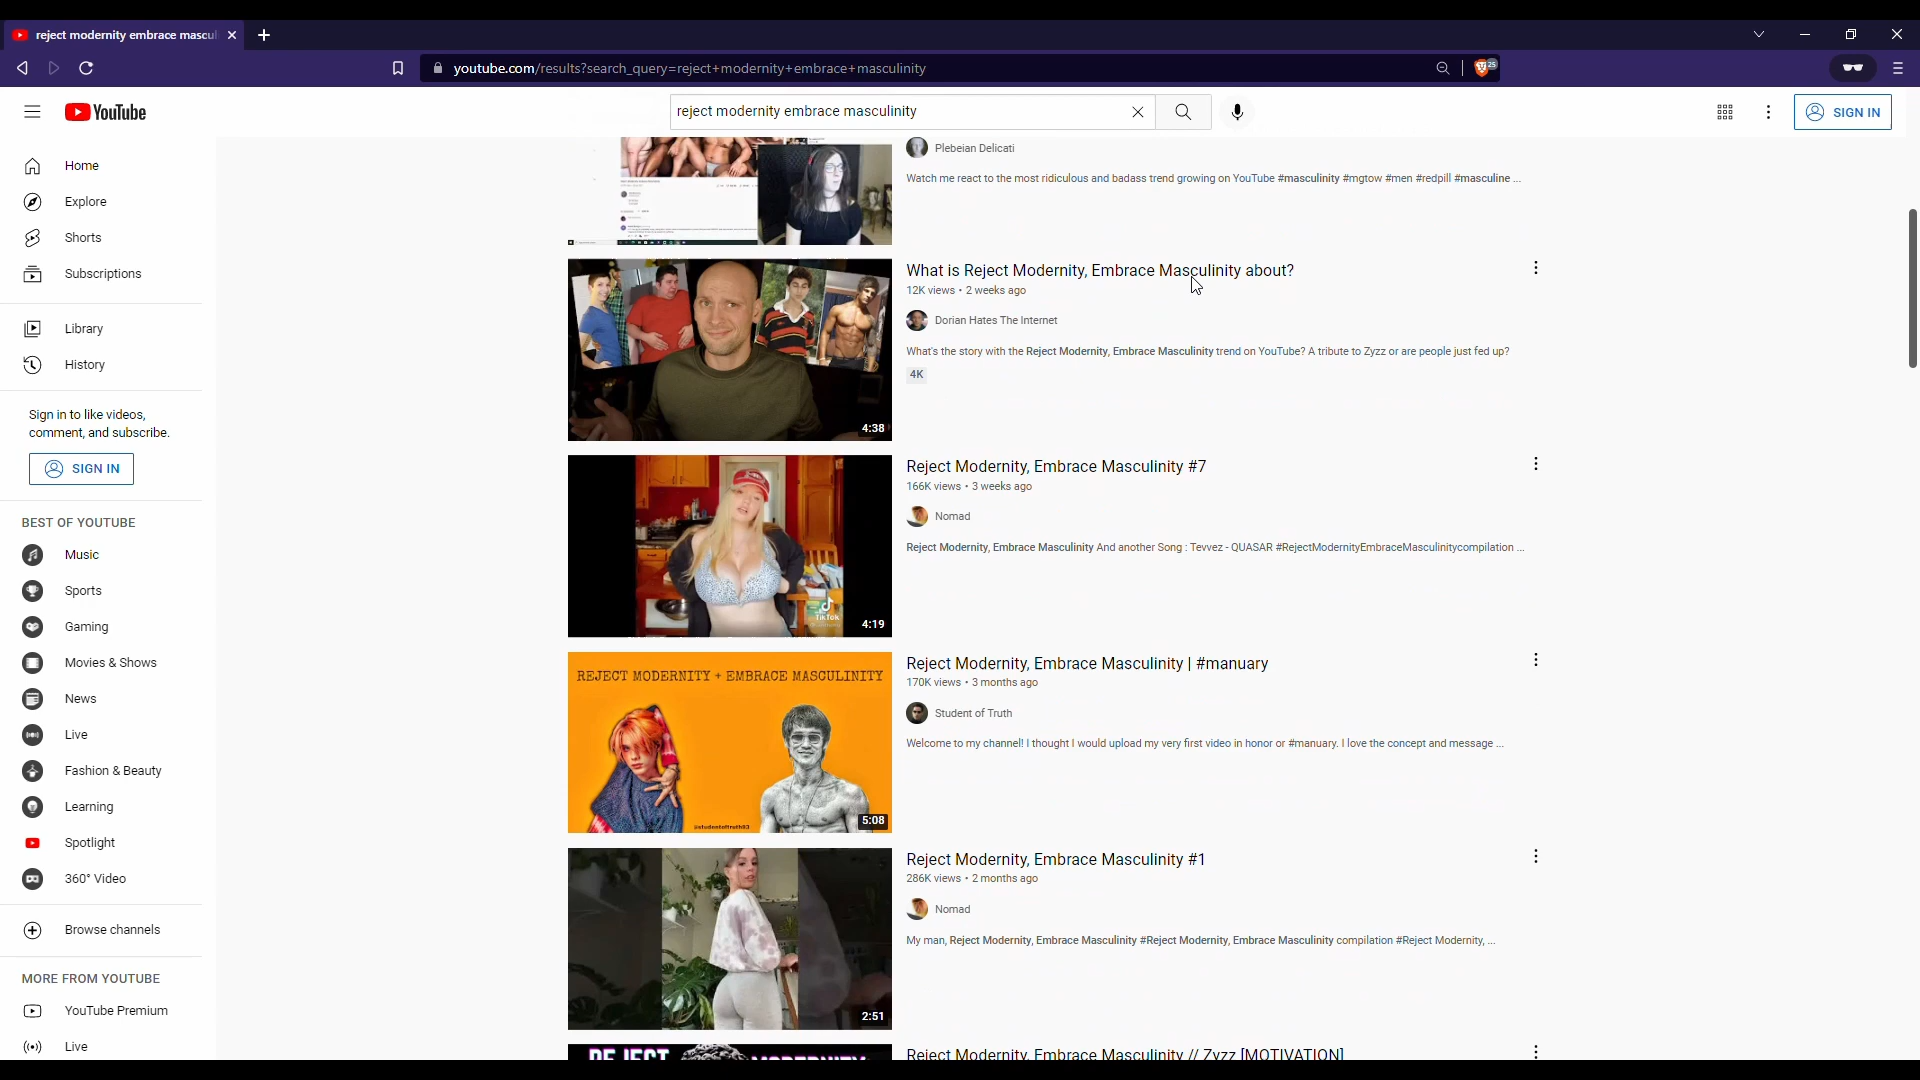 reject modernity embrace mascul
youtube.com/results?search_query=reject+modernity+embrace+masculinity
25
YouTube
reject modernity embrace masculinity
SIGN IN
Home
Explore
Shorts
Subscriptions
Library
History
Sign in to like videos,
comment, and subscribe.
SIGN IN
BEST OF YOUTUBE
Music
Sports
Gaming
Movies & Shows
News
Live
Fashion & Beauty
Learning
Spotlight
360° Video
Browse channels
MORE FROM YOUTUBE
YouTube Premium
Live
Plebeian Delicati
Watch me react to the most ridiculous and badass trend growing on YouTube #masculinity #mgtow #men #redpill #masculine ...
What is Reject Modernity, Embrace Masculinity about?
12K views • 2 weeks ago
Dorian Hates The Internet
What's the story with the Reject Modernity, Embrace Masculinity trend on YouTube? A tribute to Zyzz or are people just fed up?
4K
4:38
Reject Modernity, Embrace Masculinity #7
166K views • 3 weeks ago
Nomad
Reject Modernity, Embrace Masculinity And another Song : Tevvez - QUASAR #RejectModernityEmbraceMasculinitycompilation ...
TikTok
4:19
REJECT MODERNITY + EMBRACE MASCULINITY
@studentoftruth93
5:08
Reject Modernity, Embrace Masculinity | #manuary
170K views • 3 months ago
Student of Truth
Welcome to my channel! I thought I would upload my very first video in honor or #manuary. I love the concept and message ...
Reject Modernity, Embrace Masculinity #1
286K views • 2 months ago
Nomad
My man, Reject Modernity, Embrace Masculinity #Reject Modernity, Embrace Masculinity compilation #Reject Modernity, ...
2:51
REJECT MODERNITY
Reject Modernity, Embrace Masculinity // Zyzz [MOTIVATION]